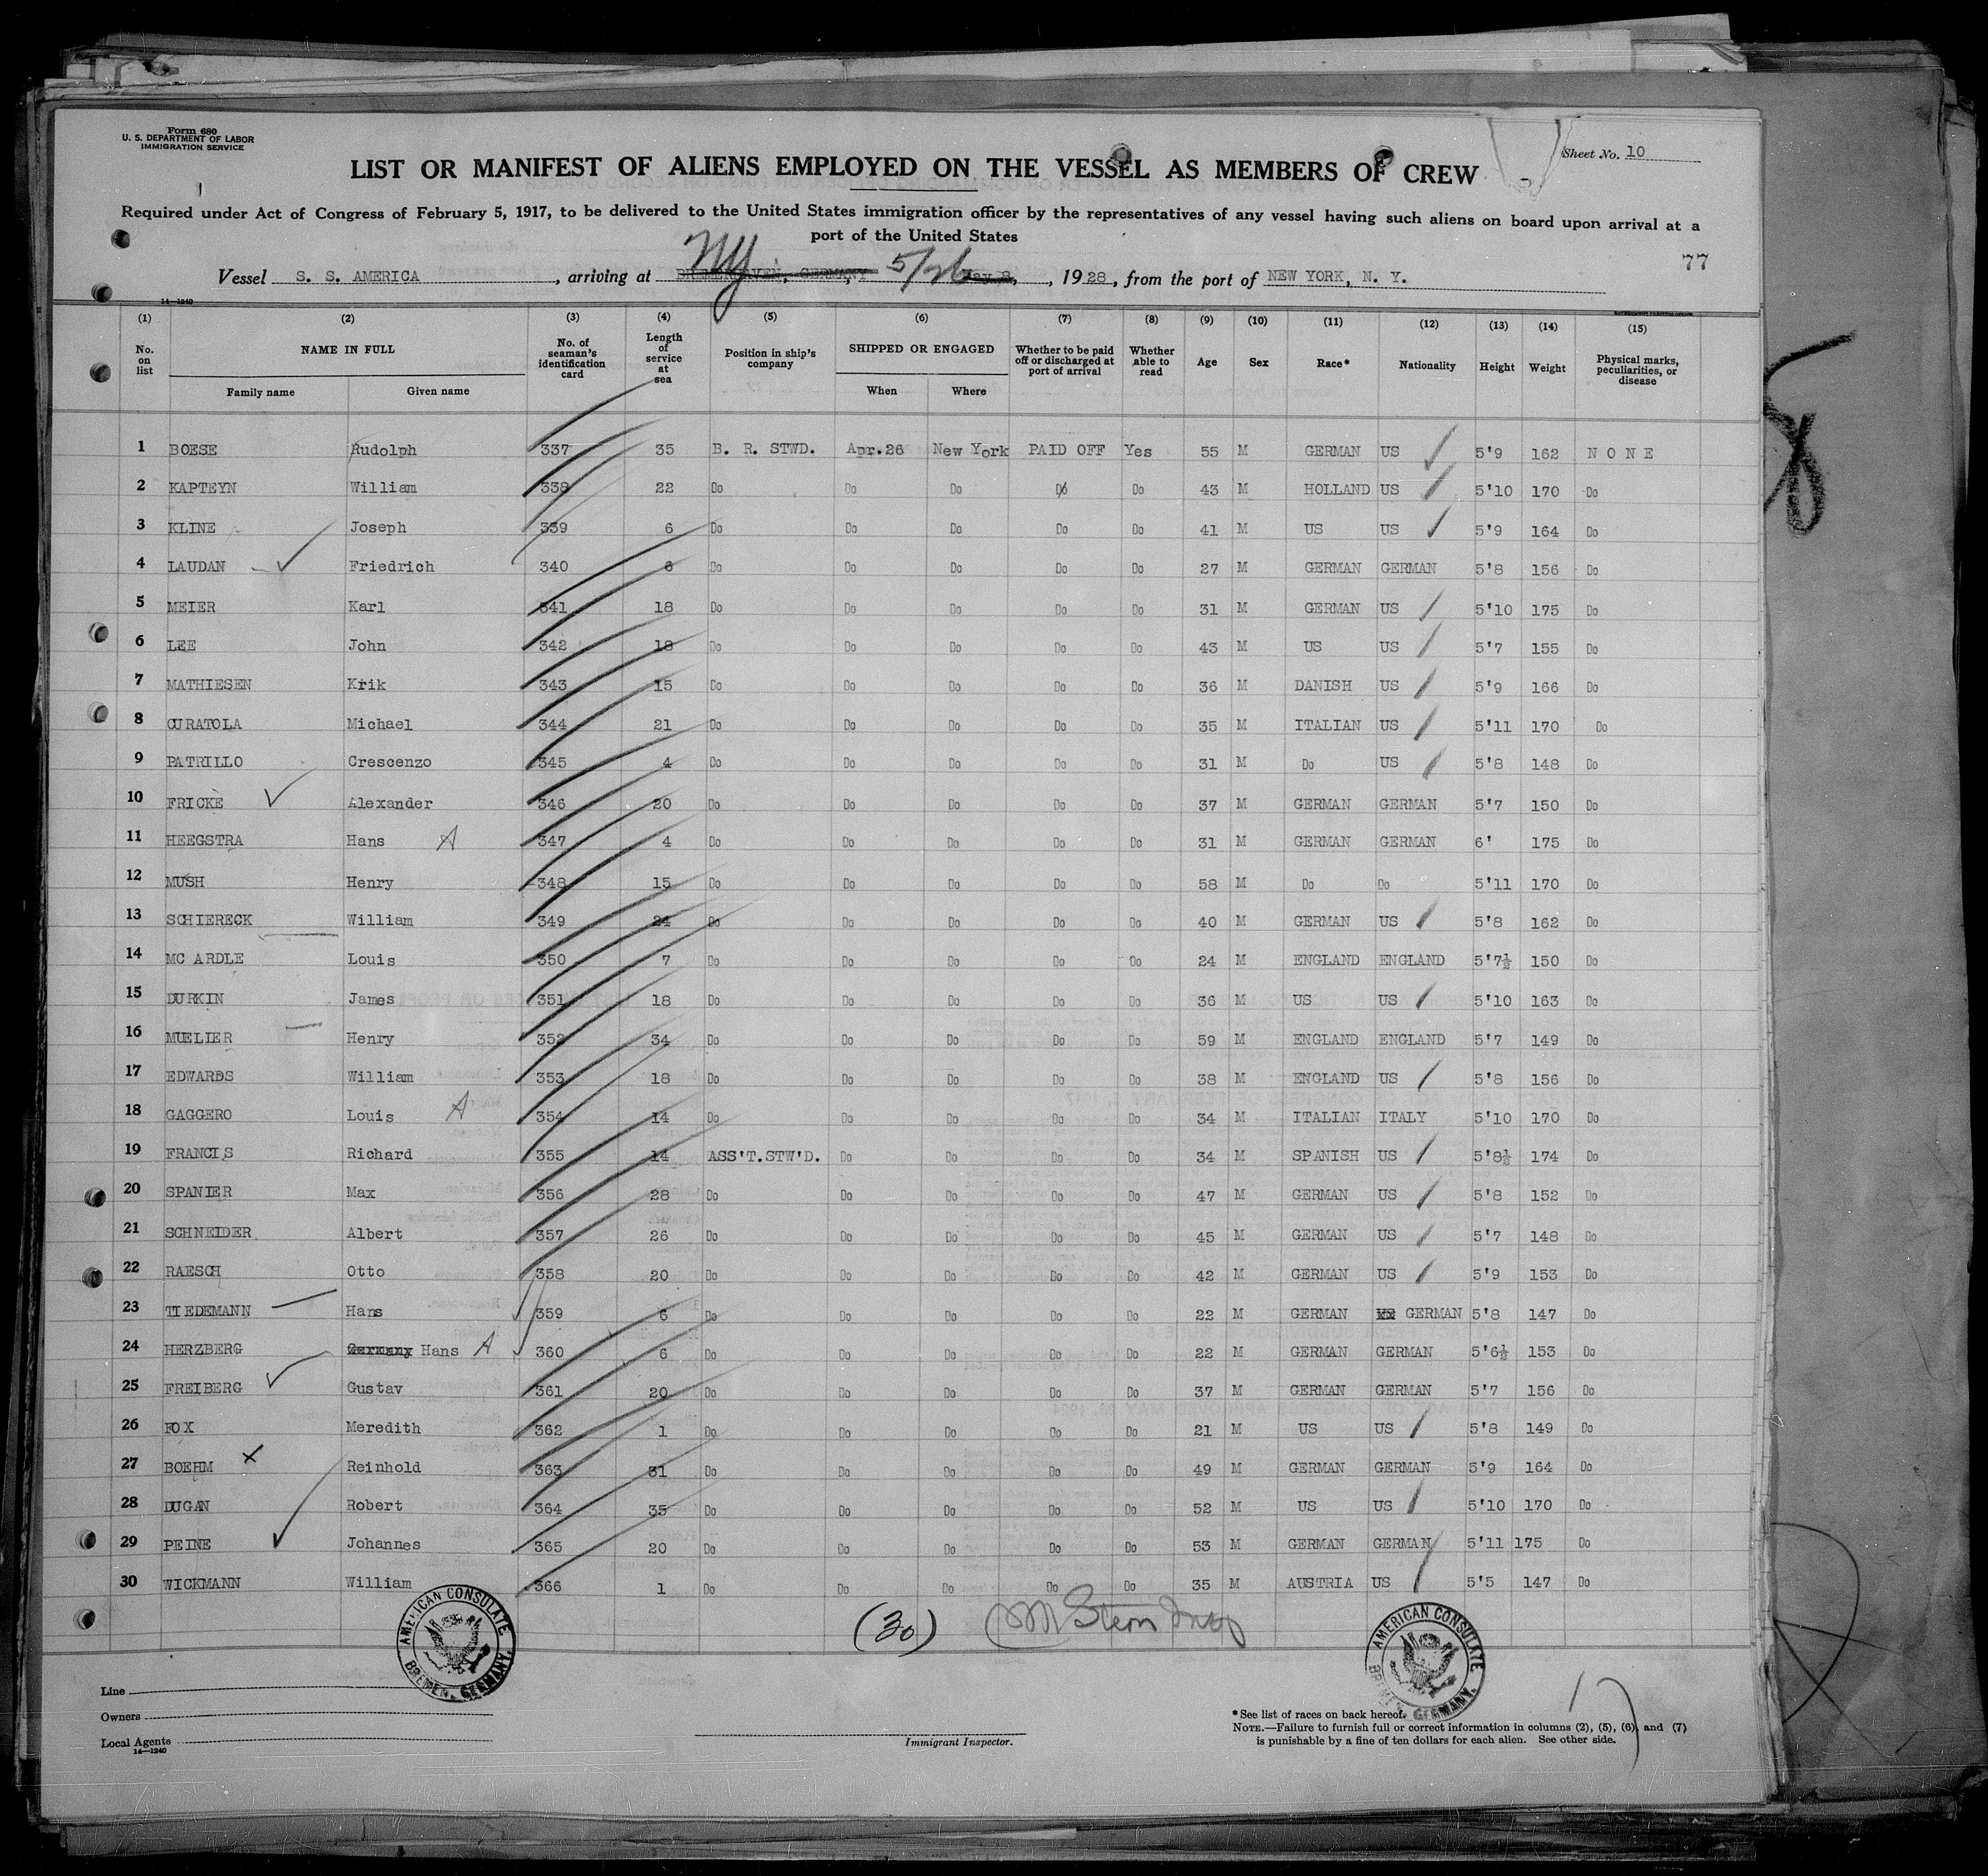 Form 680
U. S. DEPARTMENT OF LABOR
IMMIGRATION SERVICE
Sheet No. 10
LIST OR MANIFEST OF ALIENS EMPLOYED ON THE VESSEL AS MEMBERS OF CREW
Required under Act of Congress of February 5, 1917, to be delivered to the United States immigration officer by the representatives of any vessel having such aliens on board upon arrival at a
port of the United States
77
Vessel S. S. AMERICA, arriving at BREMERHAVEN, GERMANY, NY 5/26 May 8, 1928, from the port of NEW YORK, N. Y.
14—1240
(1) (2) (3) (4) (5) (6) (7) (8) (9) (10) (11) (12) (13) (14) (15)
No. on list NAME IN FULL Family name Given name No. of seaman's identification card Length of service at sea Position in ship's company SHIPPED OR ENGAGED When Where Whether to be paid off or discharged at port of arrival Whether able to read Age Sex Race* Nationality Height Weight Physical marks, peculiarities, or disease
1 BOESE Rudolph 337 35 B. R. STWD. Apr.26 New York PAID OFF Yes 55 M GERMAN US 5'9 162 N O N E
2 KAPTEYN William 338 22 Do Do Do Do Do 43 M HOLLAND US 5'10 170 Do
3 KLINE Joseph 339 6 Do Do Do Do Do 41 M US US 5'9 164 Do
4 LAUDAN Friedrich 340 6 Do Do Do Do Do 27 M GERMAN GERMAN 5'8 156 Do
5 MEIER Karl 341 18 Do Do Do Do Do 31 M GERMAN US 5'10 175 Do
6 LEE John 342 18 Do Do Do Do Do 43 M US US 5'7 155 Do
7 MATHIESEN Krik 343 15 Do Do Do Do Do 36 M DANISH US 5'9 166 Do
8 CURATOLA Michael 344 21 Do Do Do Do Do 35 M ITALIAN US 5'11 170 Do
9 PATRILLO Crescenzo 345 4 Do Do Do Do Do 31 M Do US 5'8 148 Do
10 FRICKE Alexander 346 20 Do Do Do Do Do 37 M GERMAN GERMAN 5'7 150 Do
11 HEEGSTRA Hans A 347 4 Do Do Do Do Do 31 M GERMAN GERMAN 6' 175 Do
12 MUSH Henry 348 15 Do Do Do Do Do 58 M Do Do 5'11 170 Do
13 SCHIERECK William 349 24 Do Do Do Do Do 40 M GERMAN US 5'8 162 Do
14 MC ARDLE Louis 350 7 Do Do Do Do Do 24 M ENGLAND ENGLAND 5'7½ 150 Do
15 DURKIN James 351 18 Do Do Do Do Do 36 M US US 5'10 163 Do
16 MUELIER Henry 352 34 Do Do Do Do Do 59 M ENGLAND ENGLAND 5'7 149 Do
17 EDWARDS William 353 18 Do Do Do Do Do 38 M ENGLAND US 5'8 156 Do
18 GAGGERO Louis A 354 14 Do Do Do Do Do 34 M ITALIAN ITALY 5'10 170 Do
19 FRANCIS Richard 355 14 ASS'T.STW'D. Do Do Do Do 34 M SPANISH US 5'8½ 174 Do
20 SPANIER Max 356 28 Do Do Do Do Do 47 M GERMAN US 5'8 152 Do
21 SCHNEIDER Albert 357 26 Do Do Do Do Do 45 M GERMAN US 5'7 148 Do
22 RAESCH Otto 358 20 Do Do Do Do Do 42 M GERMAN US 5'9 153 Do
23 TIEDEMANN Hans 359 6 Do Do Do Do Do 22 M GERMAN US GERMAN 5'8 147 Do
24 HERZBERG Germany Hans A 360 6 Do Do Do Do Do 22 M GERMAN GERMAN 5'6½ 153 Do
25 FREIBERG Gustav 361 20 Do Do Do Do Do 37 M GERMAN GERMAN 5'7 156 Do
26 FOX Meredith 362 1 Do Do Do Do Do 21 M US US 5'8 149 Do
27 BOEHM X Reinhold 363 31 Do Do Do Do Do 49 M GERMAN GERMAN 5'9 164 Do
28 DUGAN Robert 364 35 Do Do Do Do Do 52 M US US 5'10 170 Do
29 PEINE Johannes 365 20 Do Do Do Do Do 53 M GERMAN GERMAN 5'11 175 Do
30 WICKMANN William 366 1 Do Do Do Do Do 35 M AUSTRIA US 5'5 147 Do
(30) M Stern Insp
AMERICAN CONSULATE BREMEN, GERMANY.
AMERICAN CONSULATE BREMEN, GERMANY.
Line
Owners
Local Agents
14—1240
Immigrant Inspector.
*See list of races on back hereof.
NOTE.—Failure to furnish full or correct information in columns (2), (5), (6), and (7)
is punishable by a fine of ten dollars for each alien. See other side.
17